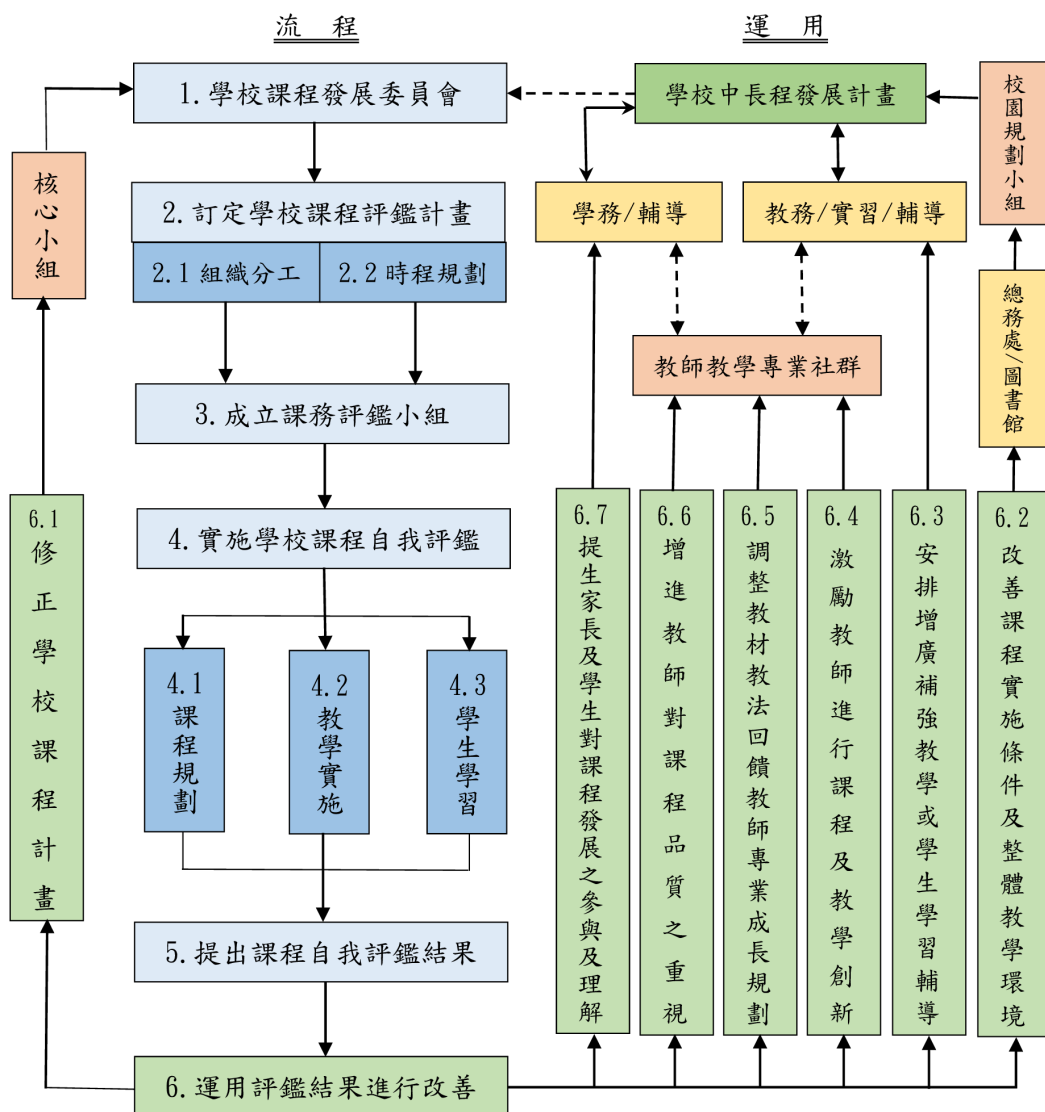 流　程
運　用
1.學校課程發展委員會
學校中長程發展計畫
校園規劃小組
核心小組
2.訂定學校課程評鑑計畫
2.1 組織分工
2.2 時程規劃
學務/輔導
教務/實習/輔導
總務處/圖書館
教師教學專業社群
3.成立課務評鑑小組
4.實施學校課程自我評鑑
4.1 課程規劃
4.2 教學實施
4.3 學生學習
5.提出課程自我評鑑結果
6.運用評鑑結果進行改善
6.1 修正學校課程計畫
6.7 提生家長及學生對課程發展之參與及理解
6.6 增進教師對課程品質之重視
6.5 調整教材教法回饋教師專業成長規劃
6.4 激勵教師進行課程及教學創新
6.3 安排增廣補強教學或學生學習輔導
6.2 改善課程實施條件及整體教學環境